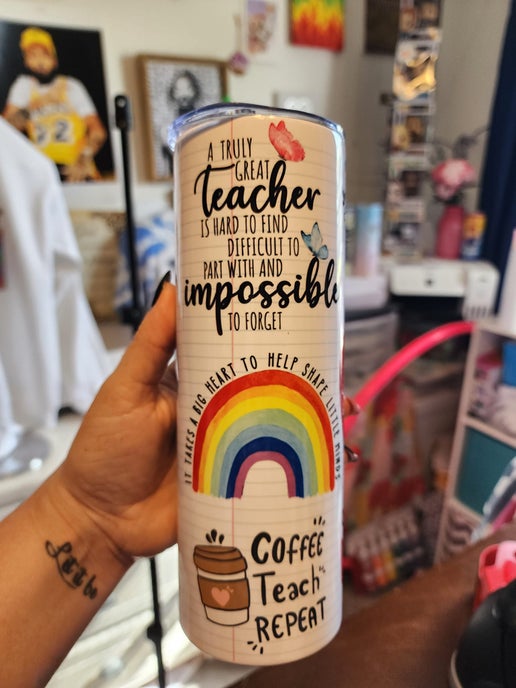 A TRULY
GREAT
teacher
IS HARD TO FIND
DIFFICULT TO
PART WITH AND
impossible
TO FORGET
IT TAKES A BIG HEART TO HELP SHAPE LITTLE MINDS
COFFEE
Teach
REPEAT